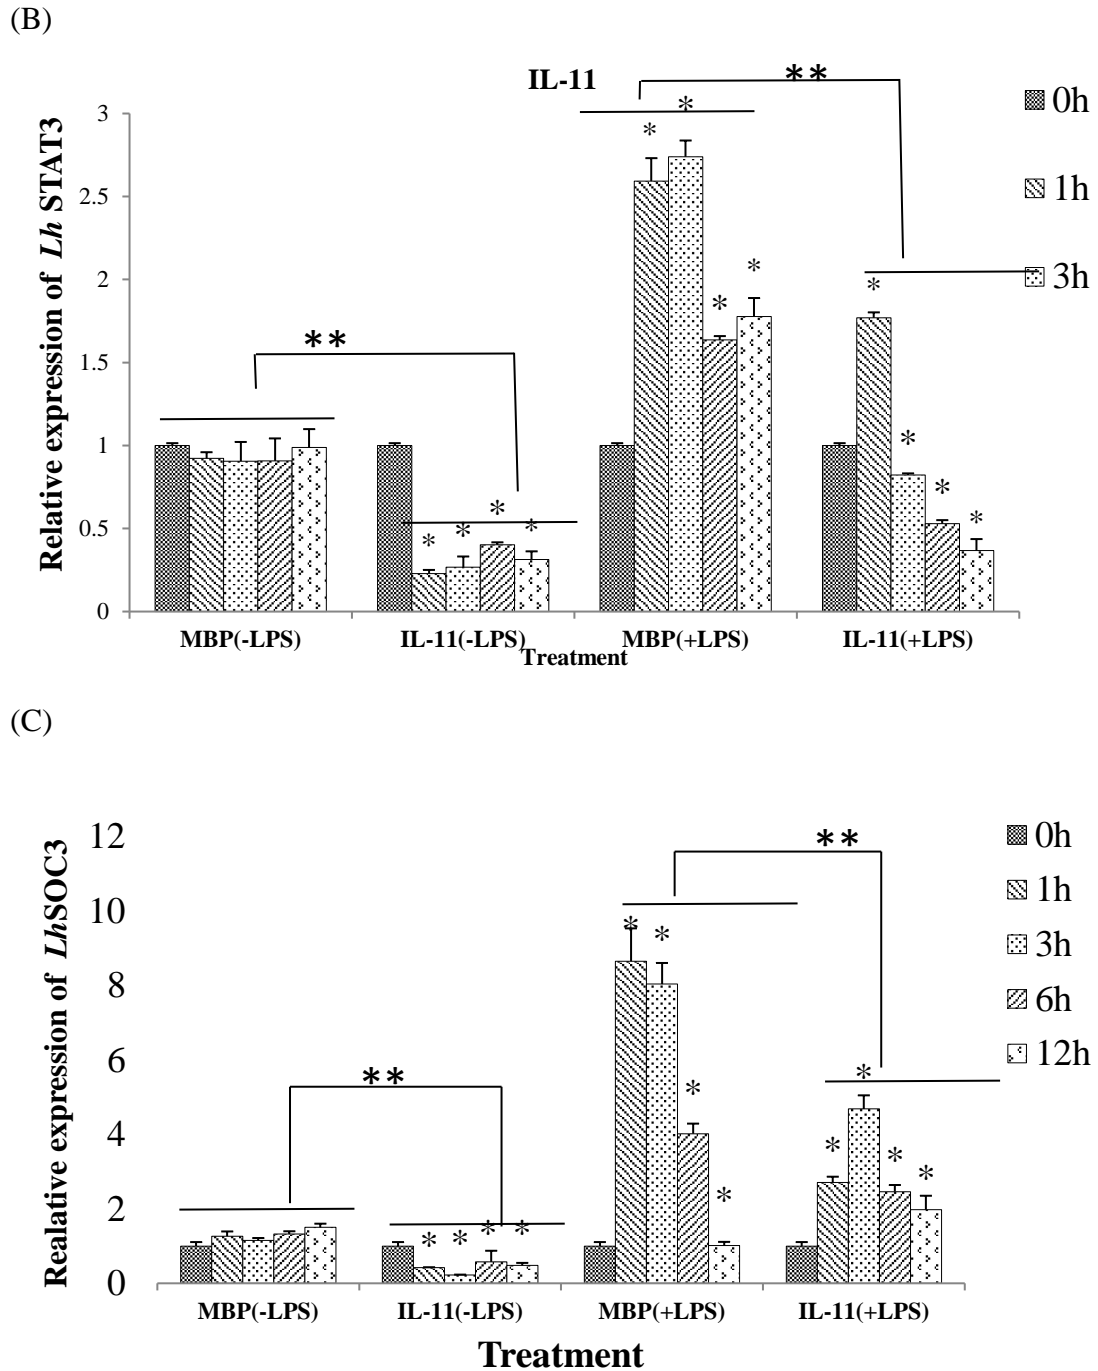 (B)
IL-11
**
0h
1h
3h
3
2.5
2
1.5
1
0.5
0
Relative expression of Lh STAT3
*
*
*
*
*
*
*
*
**
*
*
*
*
MBP(-LPS)
IL-11(-LPS)
MBP(+LPS)
IL-11(+LPS)
Treatment
(C)
12
10
8
6
4
2
0
Realative expression of LhSOC3
0h
1h
3h
6h
12h
**
*
*
*
*
*
*
*
*
**
*
*
*
*
MBP(-LPS)
IL-11(-LPS)
MBP(+LPS)
IL-11(+LPS)
Treatment